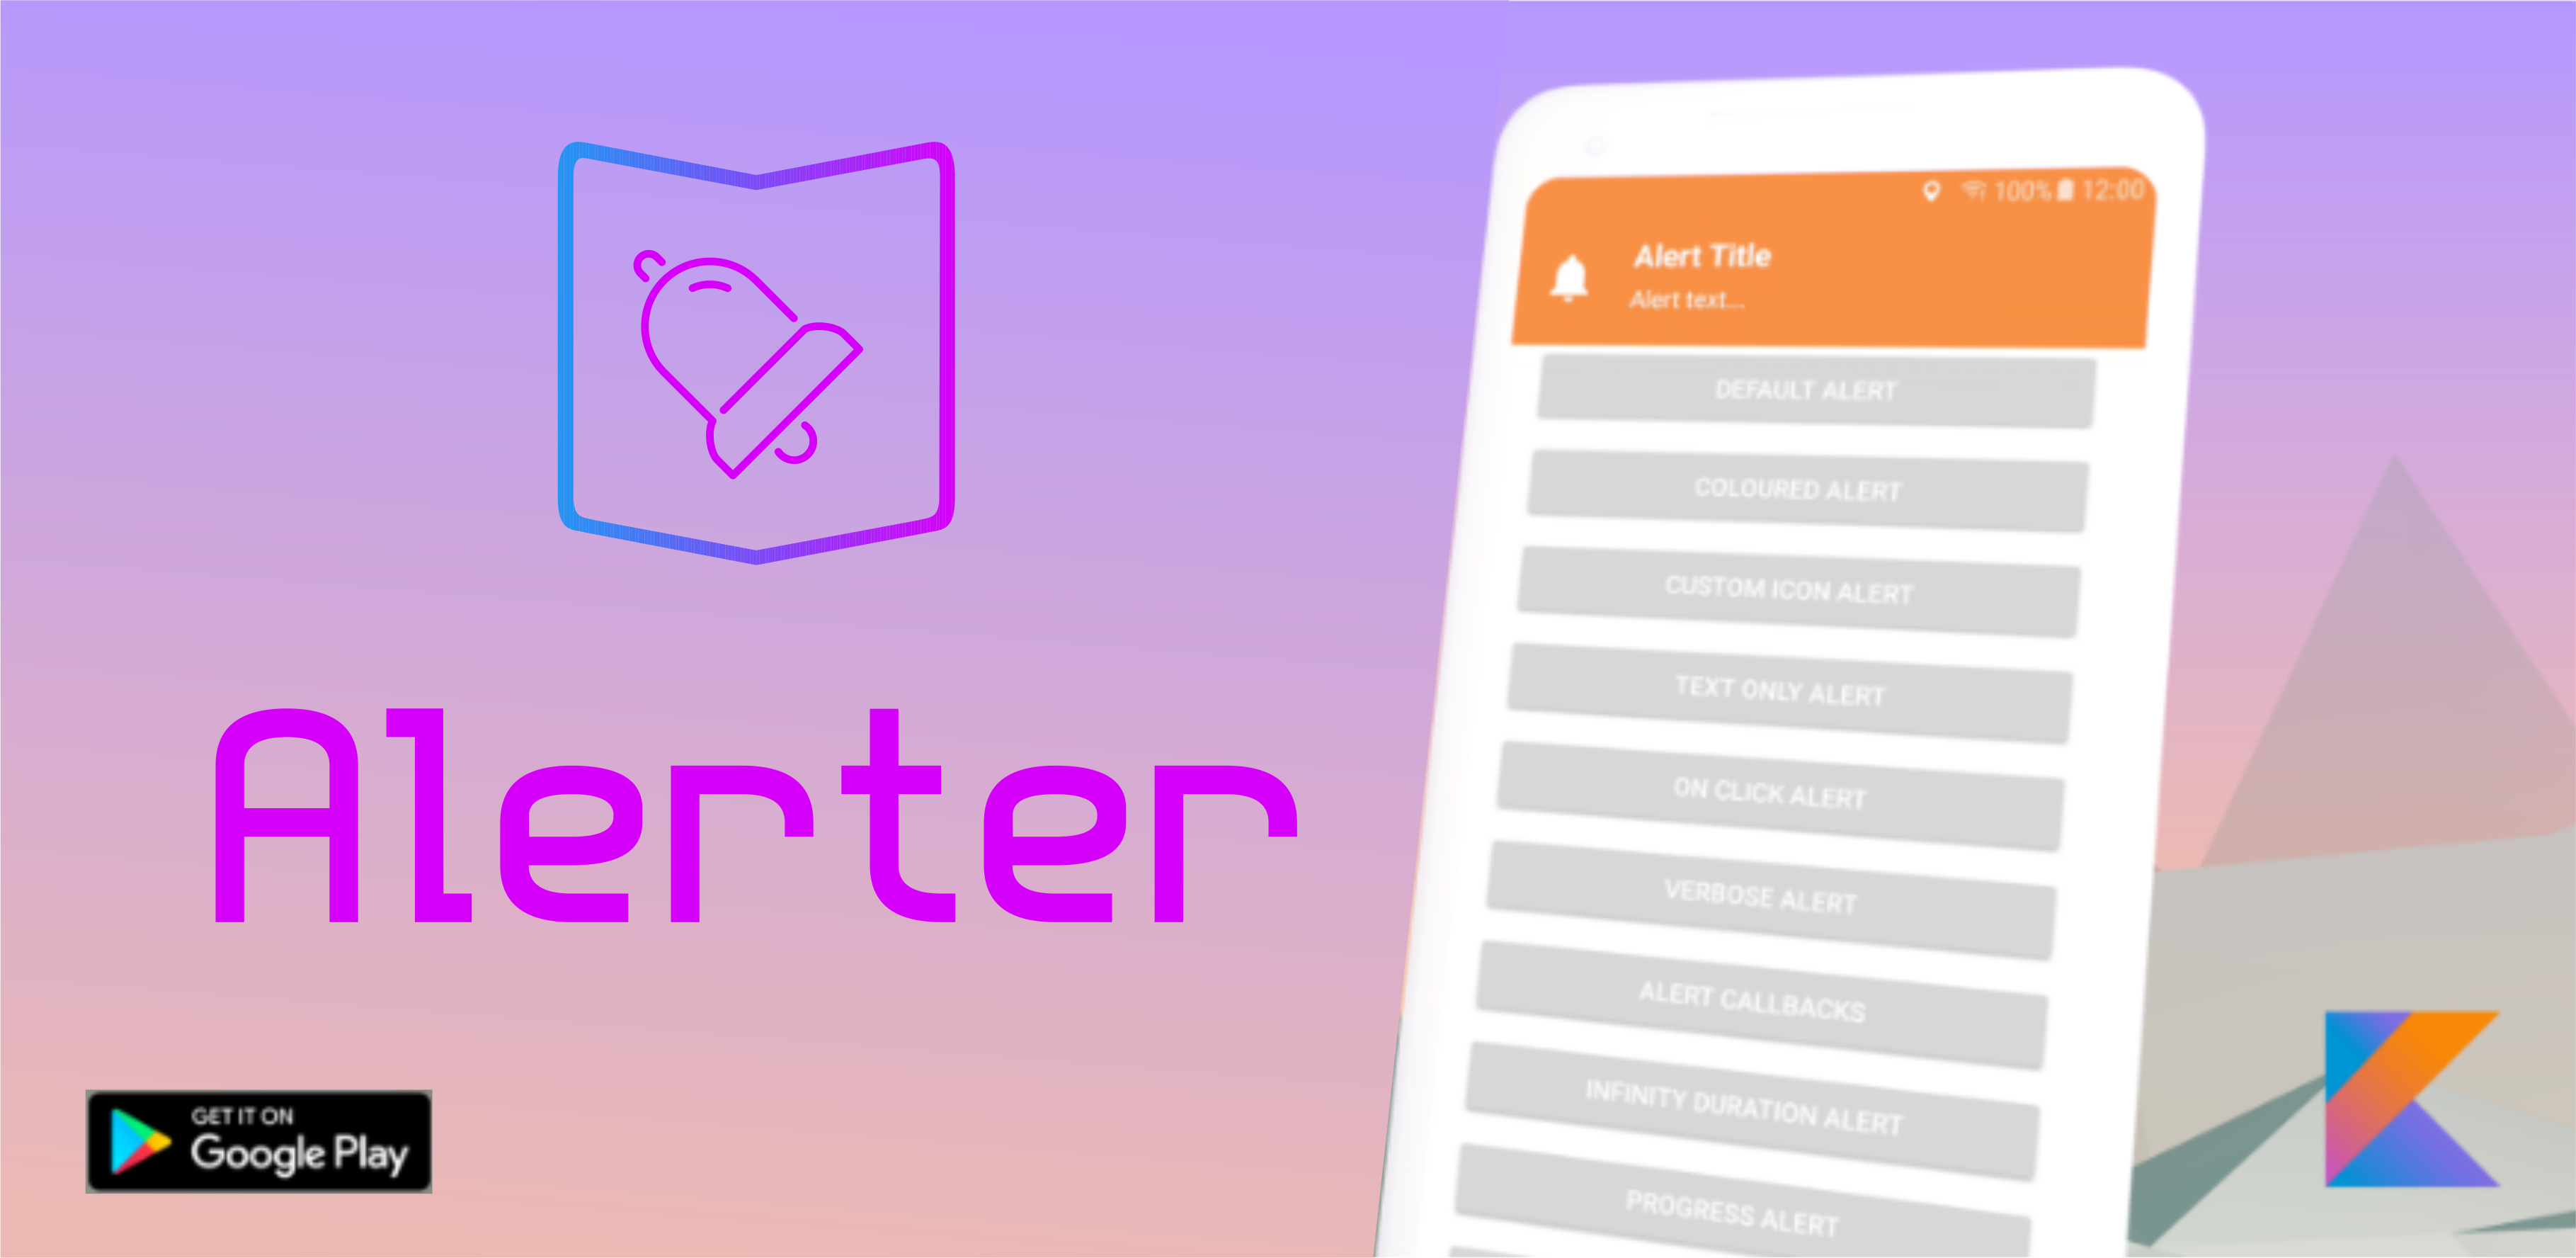 Alerter
GET IT ON
Google Play
100% 12:00
Alert Title
Alert text...
DEFAULT ALERT
COLOURED ALERT
CUSTOM ICON ALERT
TEXT ONLY ALERT
ON CLICK ALERT
VERBOSE ALERT
ALERT CALLBACKS
INFINITY DURATION ALERT
PROGRESS ALERT